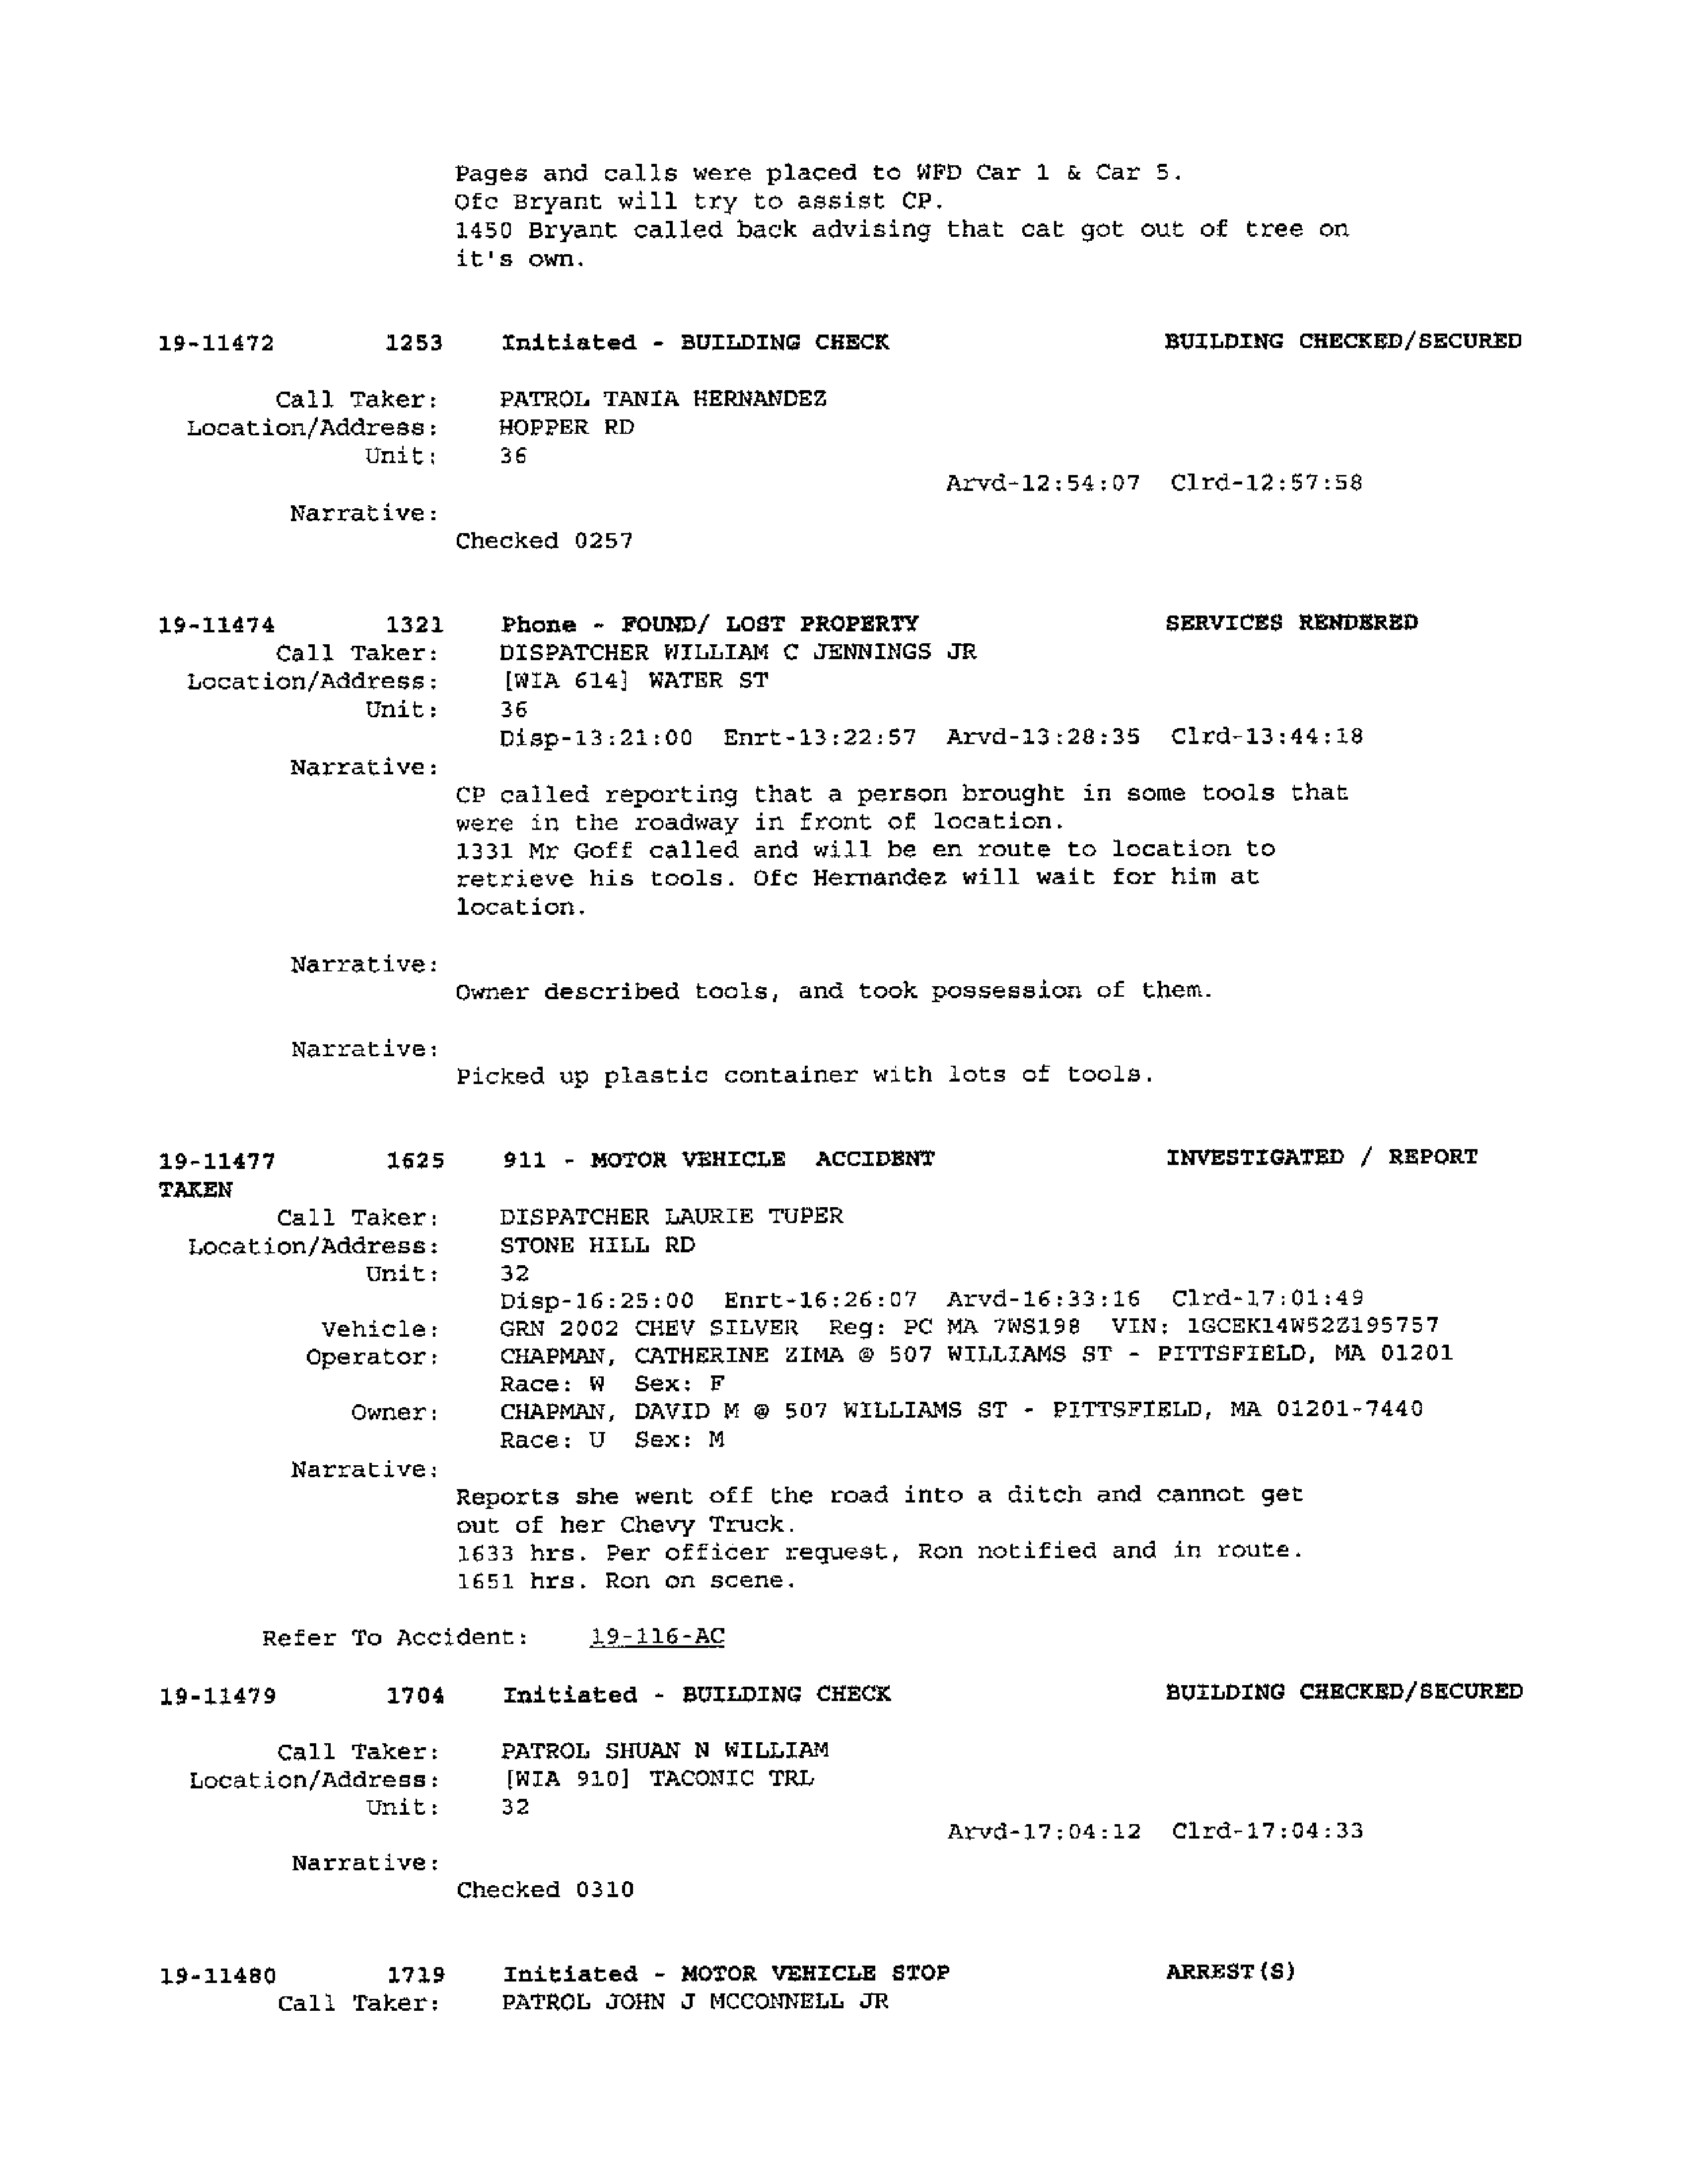 Pages and calls were placed to WFD Car 1 & Car 5.
Ofc Bryant will try to assist CP.
1450 Bryant called back advising that cat got out of tree on
it's own.
19-11472 1253 Initiated - BUILDING CHECK BUILDING CHECKED/SECURED
Call Taker: PATROL TANIA HERNANDEZ
Location/Address: HOPPER RD
Unit: 36
Arvd-12:54:07 Clrd-12:57:58
Narrative:
Checked 0257
19-11474 1321 Phone - FOUND/ LOST PROPERTY SERVICES RENDERED
Call Taker: DISPATCHER WILLIAM C JENNINGS JR
Location/Address: [WIA 614] WATER ST
Unit: 36
Disp-13:21:00 Enrt-13:22:57 Arvd-13:28:35 Clrd-13:44:18
Narrative:
CP called reporting that a person brought in some tools that
were in the roadway in front of location.
1331 Mr Goff called and will be en route to location to
retrieve his tools. Ofc Hernandez will wait for him at
location.
Narrative:
Owner described tools, and took possession of them.
Narrative:
Picked up plastic container with lots of tools.
19-11477 1625 911 - MOTOR VEHICLE ACCIDENT INVESTIGATED / REPORT
TAKEN
Call Taker: DISPATCHER LAURIE TUPER
Location/Address: STONE HILL RD
Unit: 32
Disp-16:25:00 Enrt-16:26:07 Arvd-16:33:16 Clrd-17:01:49
Vehicle: GRN 2002 CHEV SILVER Reg: PC MA 7WS198 VIN: 1GCEK14W52Z195757
Operator: CHAPMAN, CATHERINE ZIMA @ 507 WILLIAMS ST - PITTSFIELD, MA 01201
Race: W Sex: F
Owner: CHAPMAN, DAVID M @ 507 WILLIAMS ST - PITTSFIELD, MA 01201-7440
Race: U Sex: M
Narrative:
Reports she went off the road into a ditch and cannot get
out of her Chevy Truck.
1633 hrs. Per officer request, Ron notified and in route.
1651 hrs. Ron on scene.
Refer To Accident: 19-116-AC
19-11479 1704 Initiated - BUILDING CHECK BUILDING CHECKED/SECURED
Call Taker: PATROL SHUAN N WILLIAM
Location/Address: [WIA 910] TACONIC TRL
Unit: 32
Arvd-17:04:12 Clrd-17:04:33
Narrative:
Checked 0310
19-11480 1719 Initiated - MOTOR VEHICLE STOP ARREST(S)
Call Taker: PATROL JOHN J MCCONNELL JR